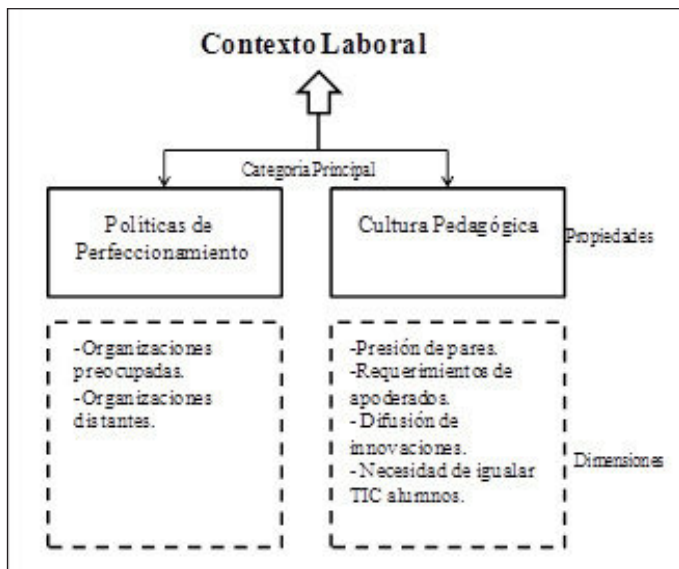 Contexto Laboral
Categoria Principal
Políticas de
Perfeccionamiento
Cultura Pedagógica
Propiedades
-Organizaciones
preocupadas.
-Organizaciones
distantes.
-Presión de pares.
-Requerimientos de
apoderados.
- Difusión de
innovaciones.
- Necesidad de igualar
TIC alumnos.
Dimensiones